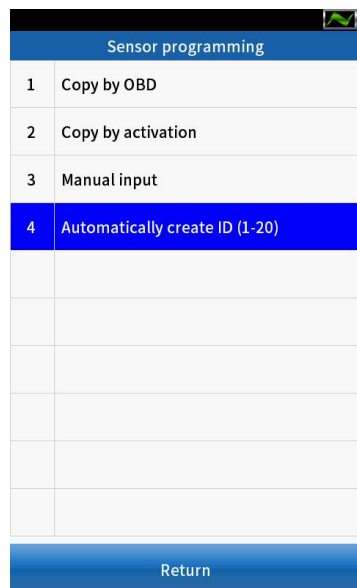 Sensor programming
1 Copy by OBD
2 Copy by activation
3 Manual input
4 Automatically create ID (1-20)
Return